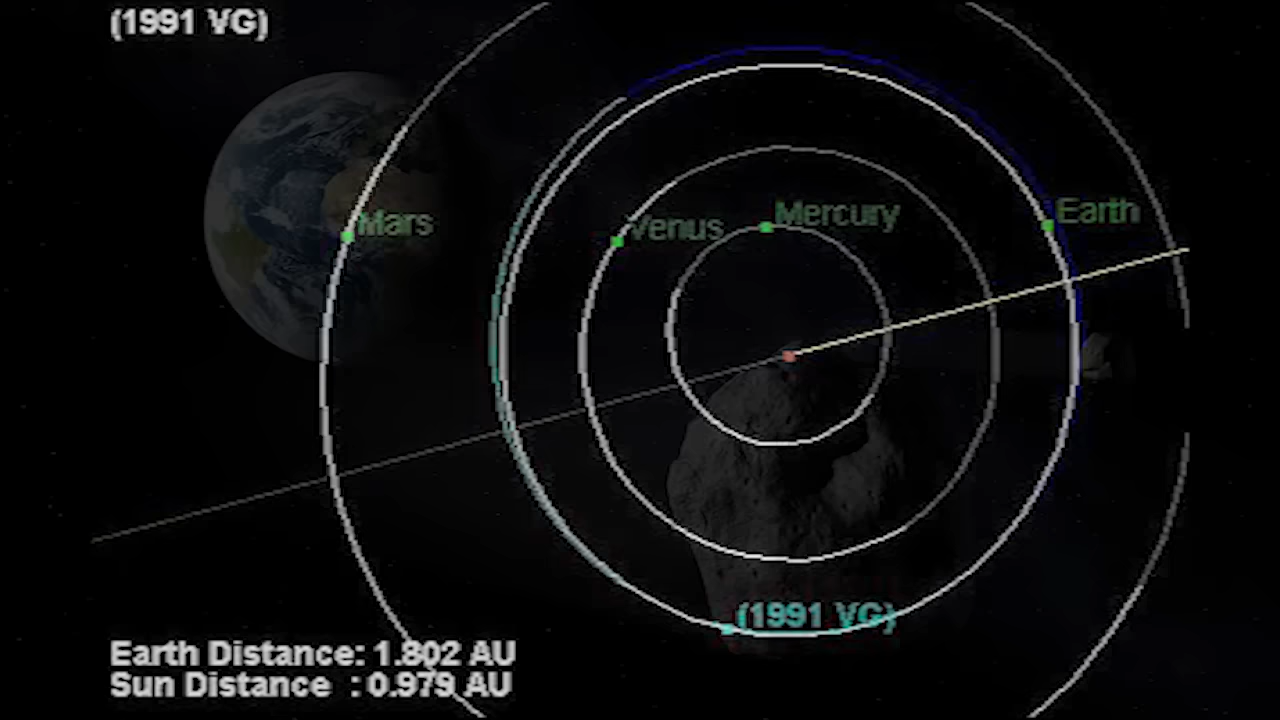 (1991 VG)
Mercury
Earth
Mars
Venus
(1991 VG)
Earth Distance: 1.802 AU
Sun Distance : 0.979 AU